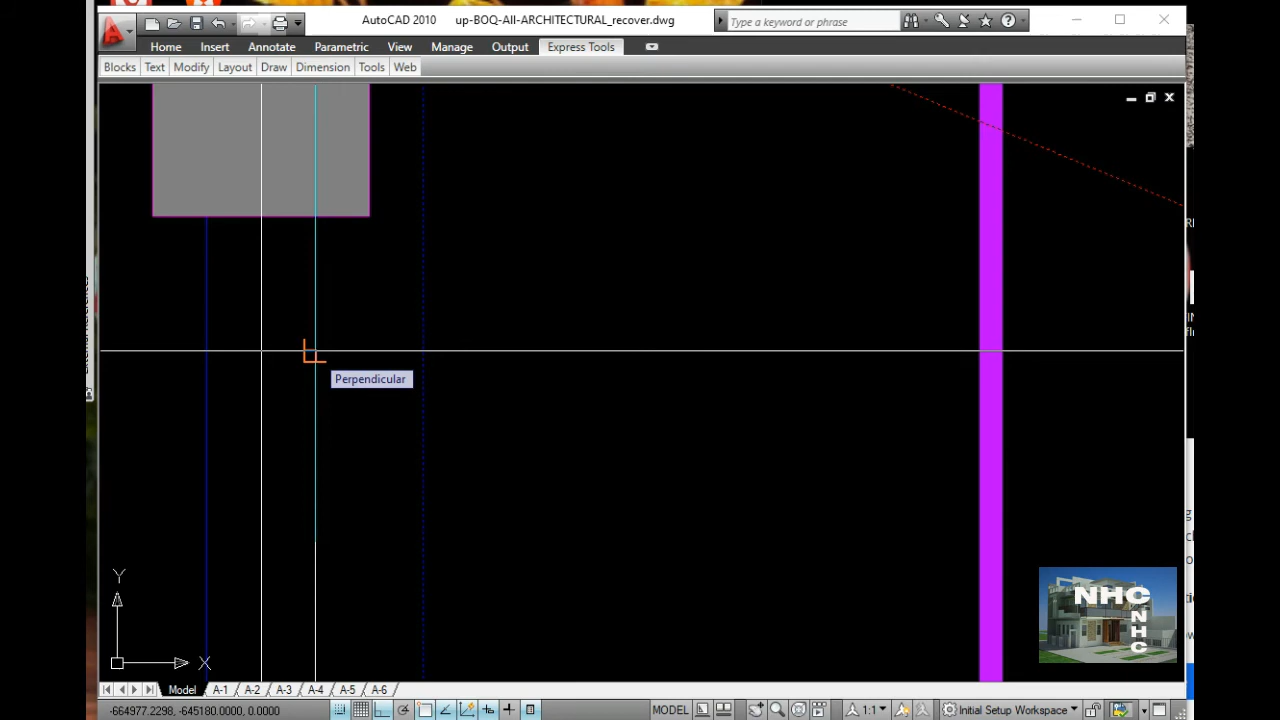 AutoCAD 2010 up-BOQ-All-ARCHITECTURAL_recover.dwg
Type a keyword or phrase
Home Insert Annotate Parametric View Manage Output Express Tools
Blocks Text Modify Layout Draw Dimension Tools Web
External References
Perpendicular
Y
X
NHC
N
H
C
Model A-1 A-2 A-3 A-4 A-5 A-6
-664977.2298, -645180.0000, 0.0000 MODEL 1:1 Initial Setup Workspace